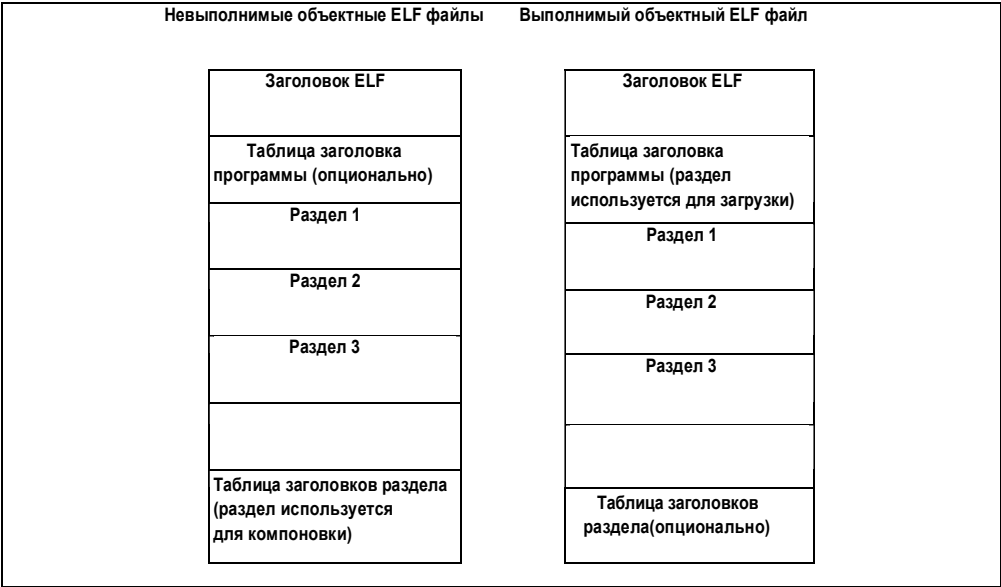 Невыполнимые объектные ELF файлы
Выполнимый объектный ELF файл
Заголовок ELF
Таблица заголовка
программы (опционально)
Раздел 1
Раздел 2
Раздел 3
Таблица заголовков раздела
(раздел используется
для компоновки)
Заголовок ELF
Таблица заголовка
программы (раздел
используется для загрузки)
Раздел 1
Раздел 2
Раздел 3
Таблица заголовков
раздела(опционально)